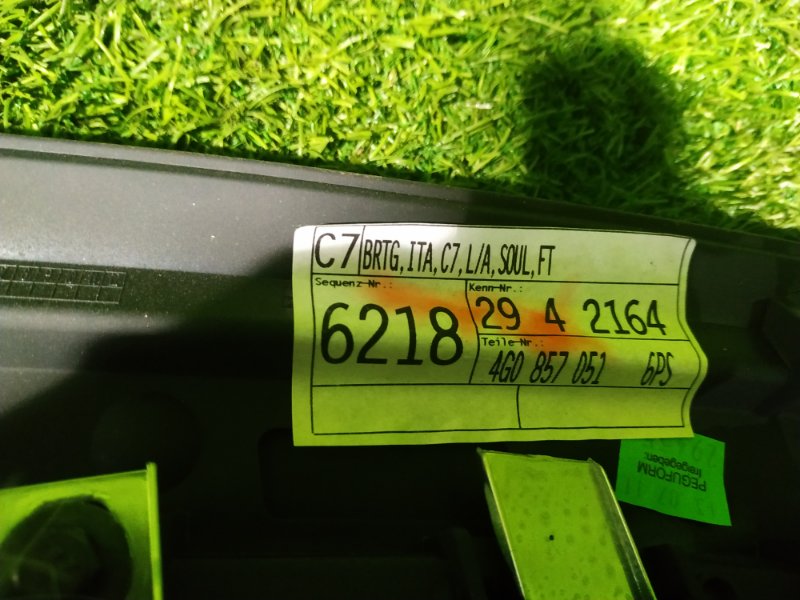 C7 BRTG, ITA, C7, L/A, SOUL, FT
Sequenz-Nr.: Kenn-Nr.:
6218 29 4 2164
Teile-Nr.:
4G0 857 051 6PS
PEGUFORM
freigegeben: